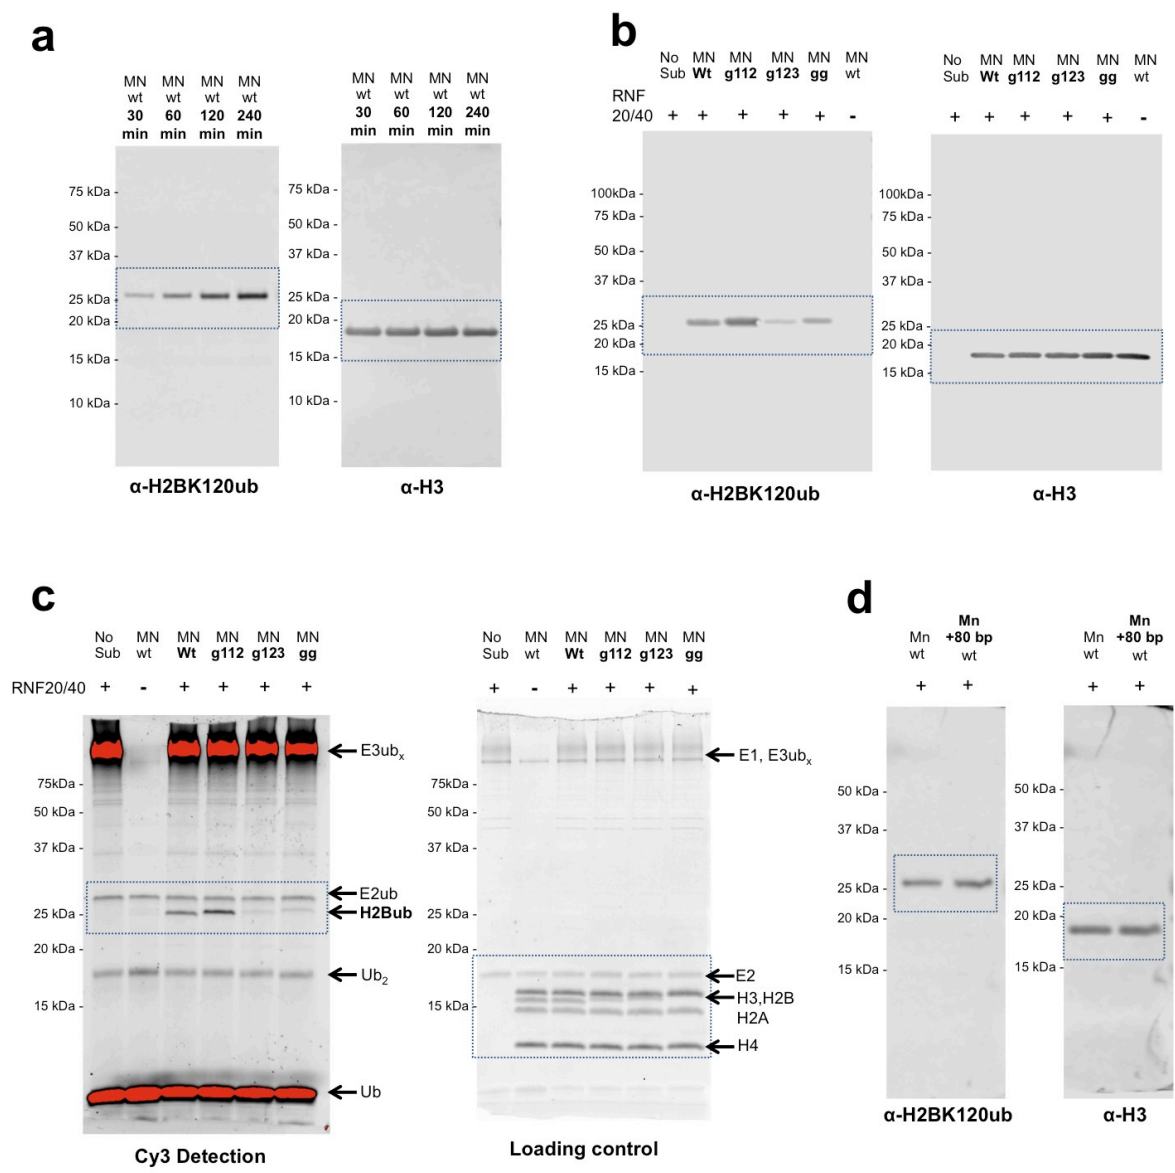 a
MN MN MN MN
wt wt wt wt
30 60 120 240
min min min min
75 kDa -
50 kDa -
37 kDa -
25 kDa -
20 kDa -
15 kDa -
10 kDa -
α-H2BK120ub
MN MN MN MN
wt wt wt wt
30 60 120 240
min min min min
75 kDa -
50 kDa -
37 kDa -
25 kDa -
20 kDa -
15 kDa -
10 kDa -
α-H3
b
No MN MN MN MN MN
Sub Wt g112 g123 gg wt
RNF
20/40 + + + + + -
100kDa -
75 kDa -
50 kDa -
37 kDa -
25 kDa -
20 kDa -
15 kDa -
α-H2BK120ub
No MN MN MN MN MN
Sub Wt g112 g123 gg wt
+ + + + + -
100kDa -
75 kDa -
50 kDa -
37 kDa -
25 kDa -
20 kDa -
15 kDa -
α-H3
c
No MN MN MN MN MN
Sub wt Wt g112 g123 gg
RNF20/40 + - + + + +
E3ubx
75kDa -
50 kDa -
37 kDa -
E2ub
25 kDa -
H2Bub
20 kDa -
Ub2
15 kDa -
Ub
Cy3 Detection
No MN MN MN MN MN
Sub wt Wt g112 g123 gg
+ - + + + +
E1, E3ubx
75kDa -
50 kDa -
37 kDa -
25 kDa -
20 kDa -
E2
15 kDa -
H3,H2B
H2A
H4
Loading control
d
Mn
Mn +80 bp
wt wt
+ +
50 kDa -
37 kDa -
25 kDa -
20 kDa -
15 kDa -
α-H2BK120ub
Mn
Mn +80 bp
wt wt
+ +
50 kDa -
37 kDa -
25 kDa -
20 kDa -
15 kDa -
α-H3